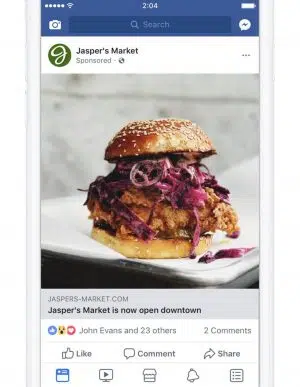 2:04
Search
Jasper's Market
Sponsored ·
JASPERS-MARKET.COM
Jasper's Market is now open downtown
John Evans and 23 others 2 Comments
Like Comment Share